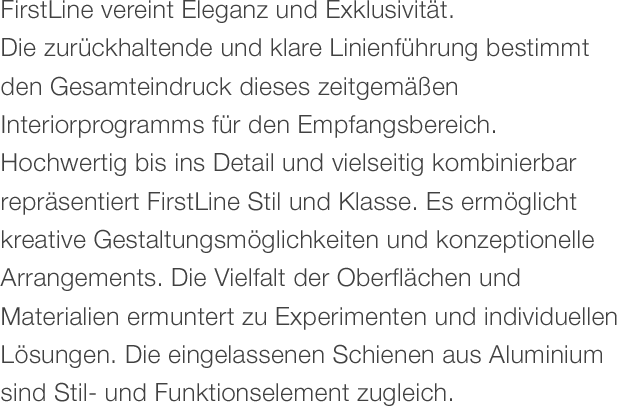 FirstLine vereint Eleganz und Exklusivität.
Die zurückhaltende und klare Linienführung bestimmt
den Gesamteindruck dieses zeitgemäßen
Interiorprogramms für den Empfangsbereich.
Hochwertig bis ins Detail und vielseitig kombinierbar
repräsentiert FirstLine Stil und Klasse. Es ermöglicht
kreative Gestaltungsmöglichkeiten und konzeptionelle
Arrangements. Die Vielfalt der Oberflächen und
Materialien ermuntert zu Experimenten und individuellen
Lösungen. Die eingelassenen Schienen aus Aluminium
sind Stil- und Funktionselement zugleich.